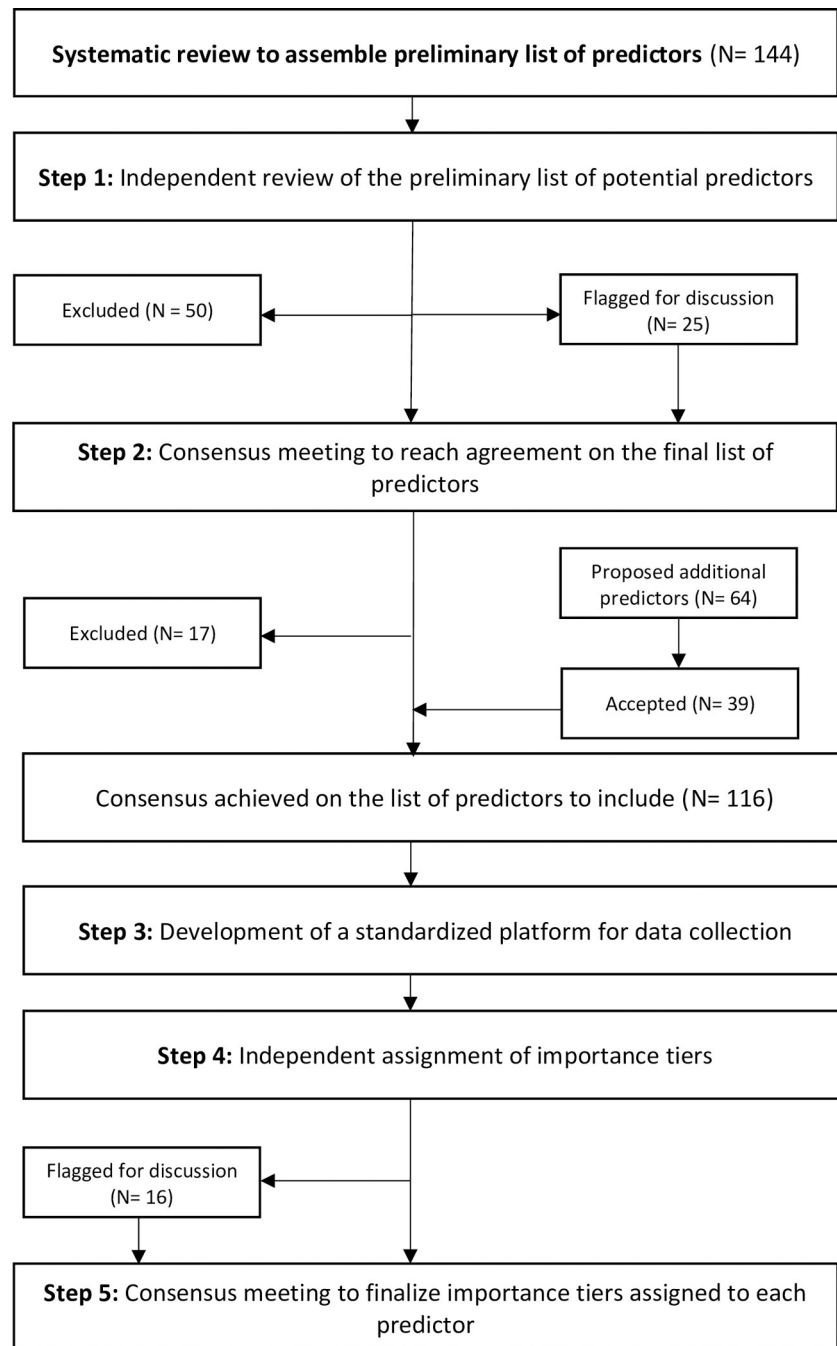 Systematic review to assemble preliminary list of predictors (N= 144)
Step 1: Independent review of the preliminary list of potential predictors
Excluded (N = 50)
Flagged for discussion
(N= 25)
Step 2: Consensus meeting to reach agreement on the final list of
predictors
Proposed additional
predictors (N= 64)
Excluded (N= 17)
Accepted (N= 39)
Consensus achieved on the list of predictors to include (N= 116)
Step 3: Development of a standardized platform for data collection
Step 4: Independent assignment of importance tiers
Flagged for discussion
(N= 16)
Step 5: Consensus meeting to finalize importance tiers assigned to each
predictor